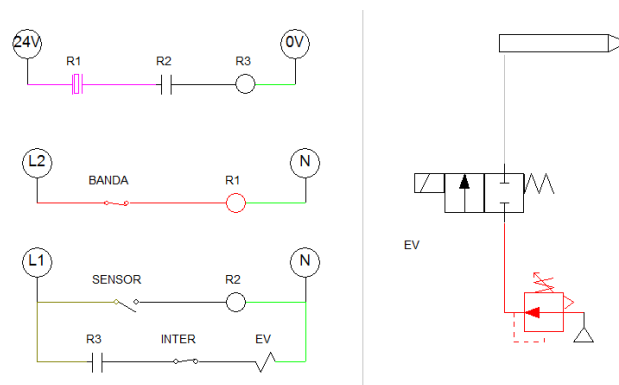 24V R1 R2 R3 0V
L2 BANDA R1 N
L1 SENSOR R2 N
R3 INTER EV
EV